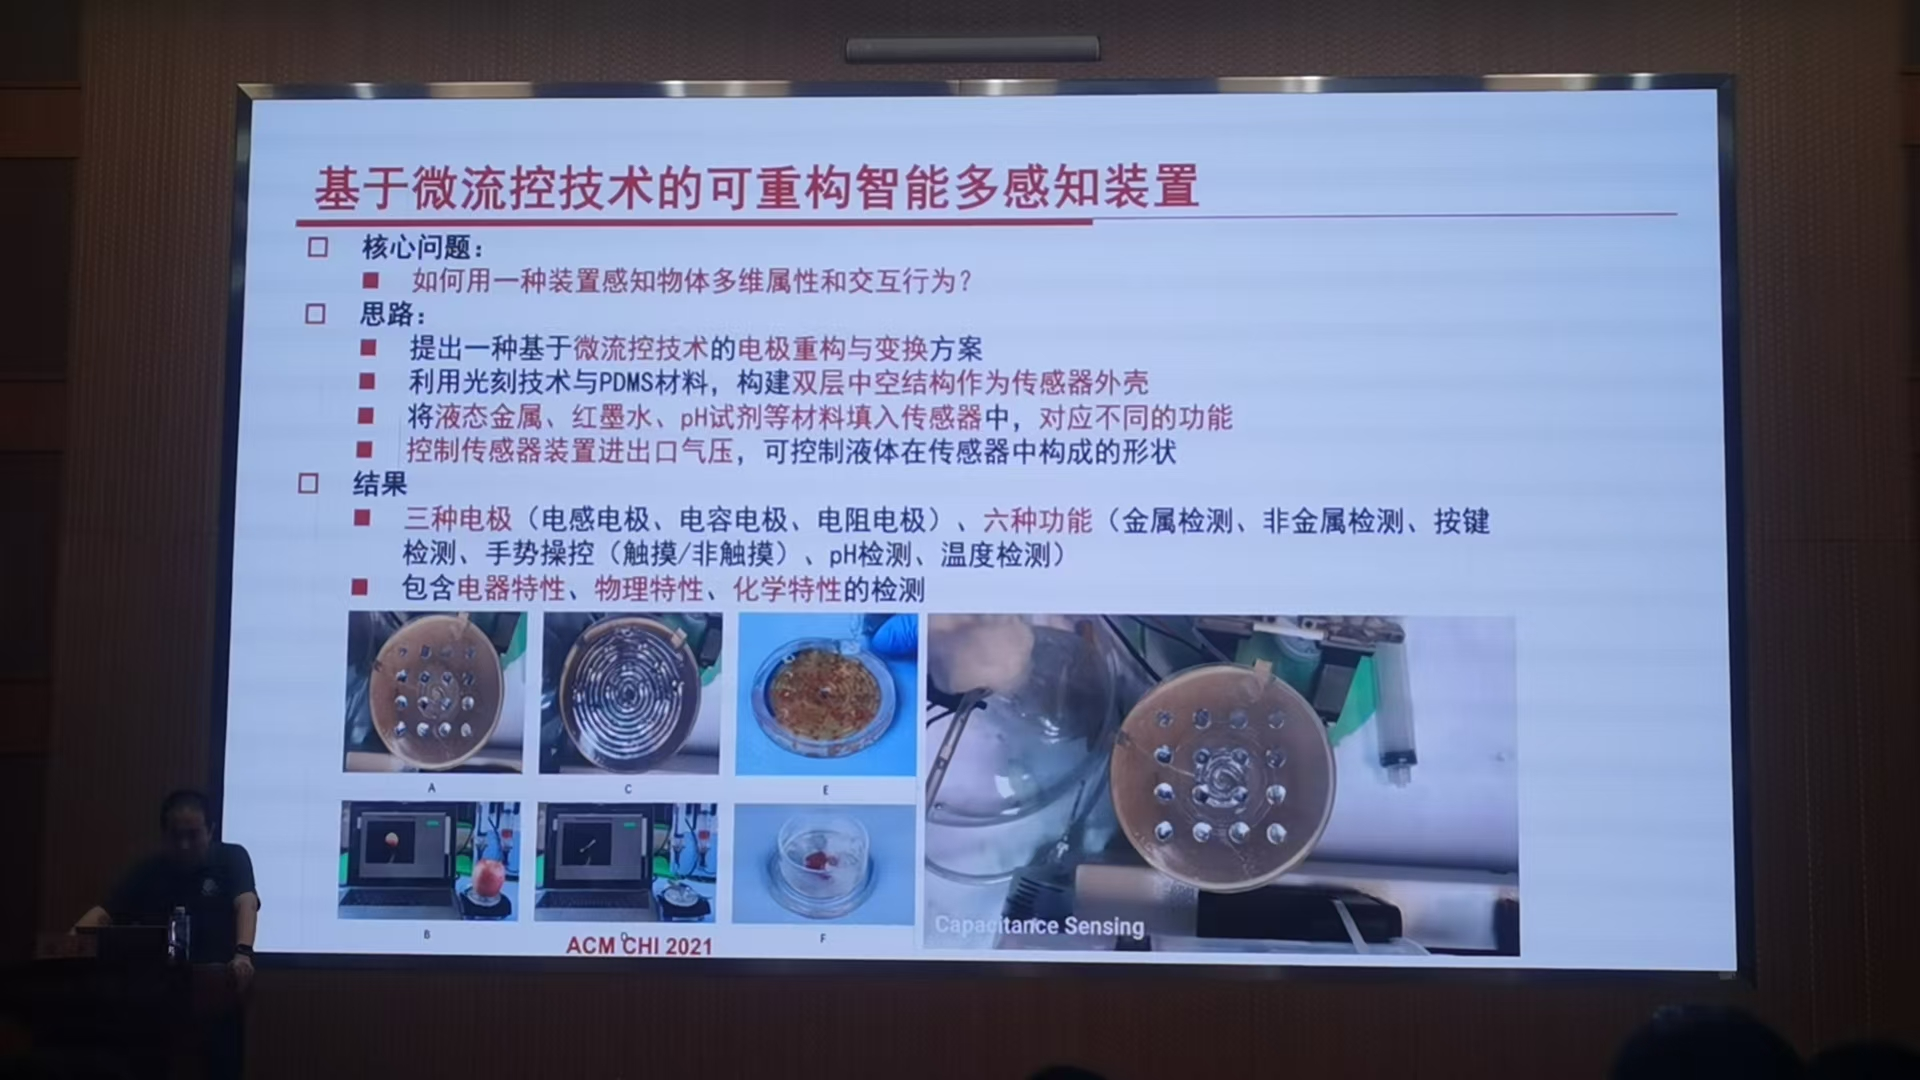 基于微流控技术的可重构智能多感知装置
核心问题：
如何用一种装置感知物体多维属性和交互行为？
思路：
提出一种基于微流控技术的电极重构与变换方案
利用光刻技术与PDMS材料，构建双层中空结构作为传感器外壳
将液态金属、红墨水、pH试剂等材料填入传感器中，对应不同的功能
控制传感器装置进出口气压，可控制液体在传感器中构成的形状
结果
三种电极（电感电极、电容电极、电阻电极）、六种功能（金属检测、非金属检测、按键
检测、手势操控（触摸/非触摸）、pH检测、温度检测）
包含电器特性、物理特性、化学特性的检测
A
C
E
B
D
F
ACM CHI 2021
Capacitance Sensing